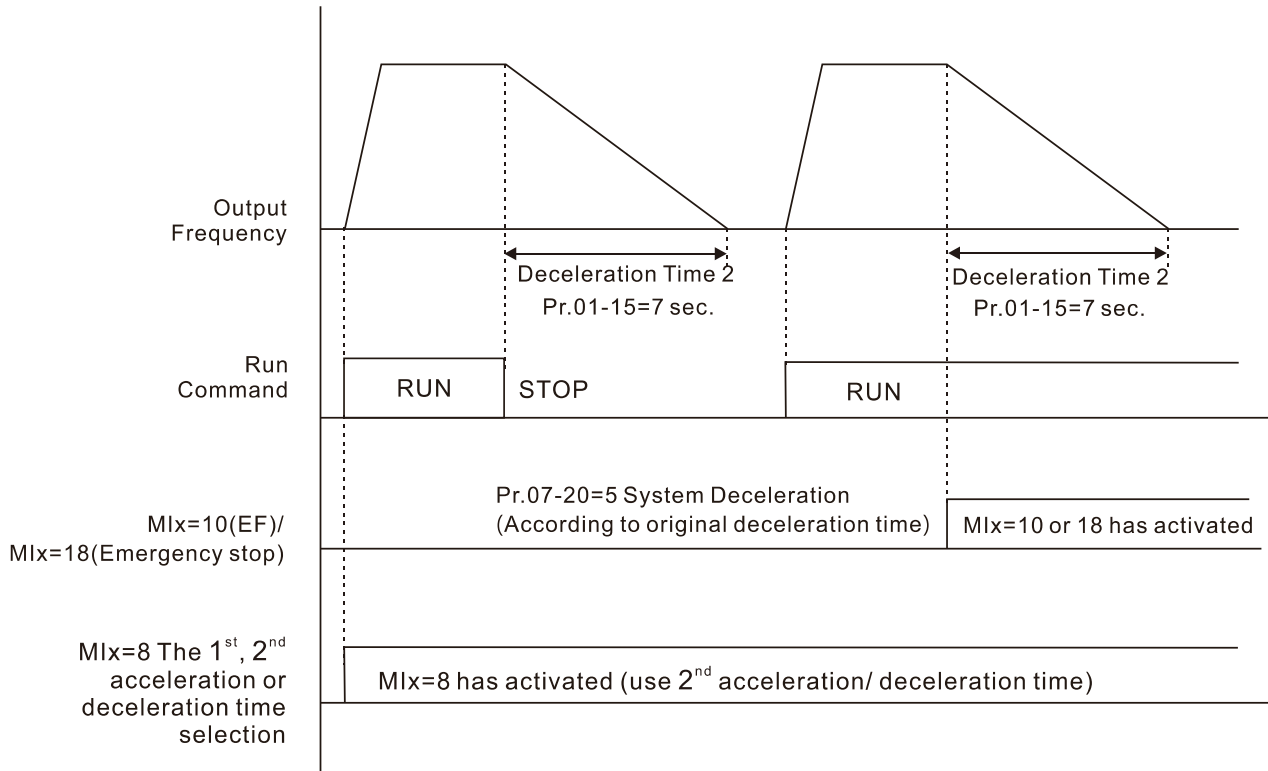 Output
Frequency
Deceleration Time 2
Pr.01-15=7 sec.
Deceleration Time 2
Pr.01-15=7 sec.
Run
Command
RUN
STOP
RUN
MIx=10(EF)/
MIx=18(Emergency stop)
Pr.07-20=5 System Deceleration
(According to original deceleration time)
MIx=10 or 18 has activated
MIx=8 The 1st, 2nd
acceleration or
deceleration time
selection
MIx=8 has activated (use 2nd acceleration/ deceleration time)